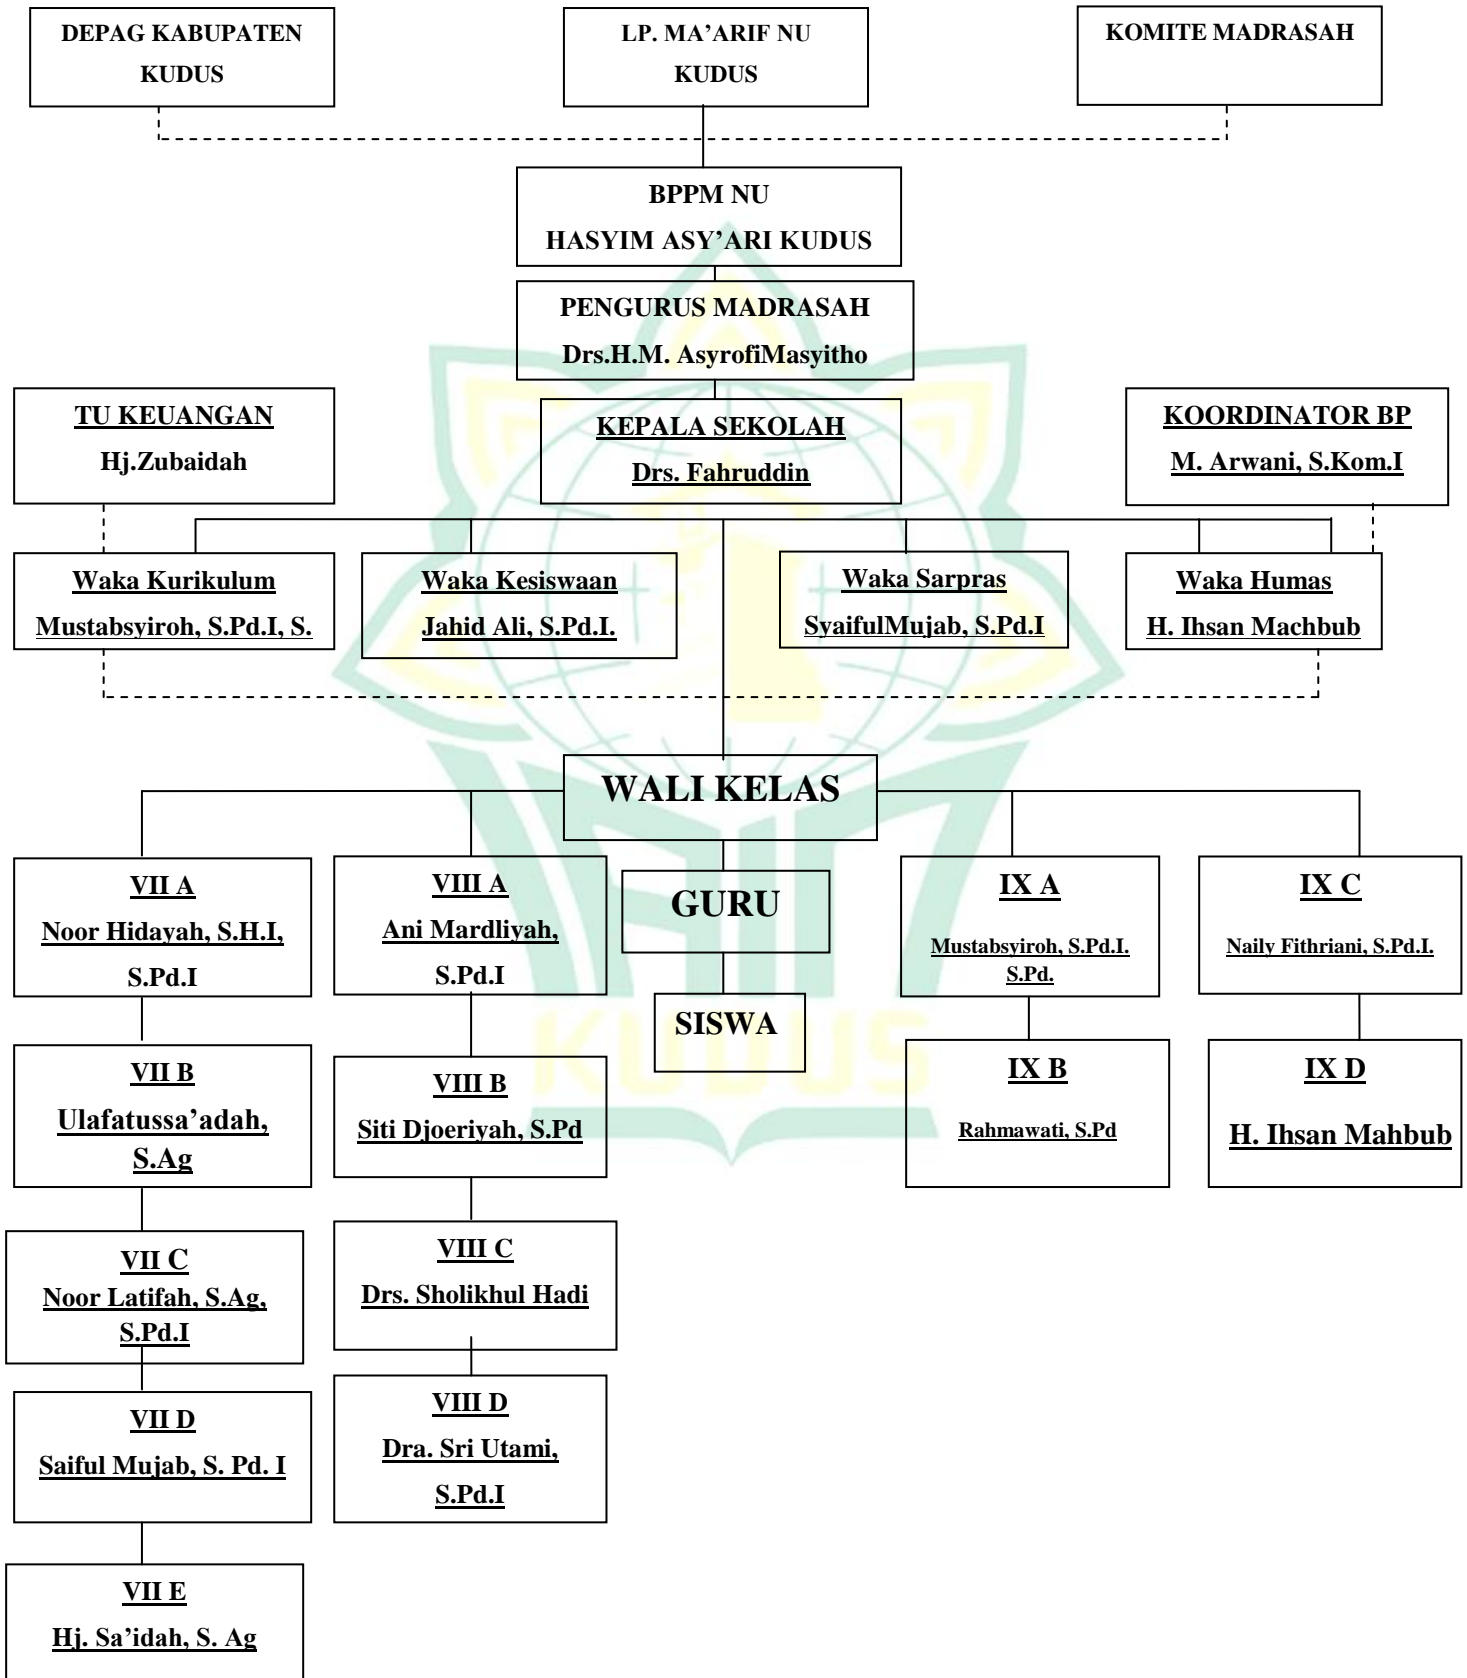 DEPAG KABUPATEN
KUDUS
LP. MA’ARIF NU
KUDUS
KOMITE MADRASAH
BPPM NU
HASYIM ASY’ARI KUDUS
PENGURUS MADRASAH
Drs.H.M. AsyrofiMasyitho
TU KEUANGAN
Hj.Zubaidah
KEPALA SEKOLAH
Drs. Fahruddin
KOORDINATOR BP
M. Arwani, S.Kom.I
Waka Kurikulum
Mustabsyiroh, S.Pd.I, S.
Waka Kesiswaan
Jahid Ali, S.Pd.I.
Waka Sarpras
SyaifulMujab, S.Pd.I
Waka Humas
H. Ihsan Machbub
WALI KELAS
VII A
Noor Hidayah, S.H.I,
S.Pd.I
VIII A
Ani Mardliyah,
S.Pd.I
GURU
SISWA
IX A
Mustabsyiroh, S.Pd.I.
S.Pd.
IX C
Naily Fithriani, S.Pd.I.
VII B
Ulafatussa’adah,
S.Ag
VIII B
Siti Djoeriyah, S.Pd
IX B
Rahmawati, S.Pd
IX D
H. Ihsan Mahbub
VII C
Noor Latifah, S.Ag,
S.Pd.I
VIII C
Drs. Sholikhul Hadi
VII D
Saiful Mujab, S. Pd. I
VIII D
Dra. Sri Utami,
S.Pd.I
VII E
Hj. Sa’idah, S. Ag
IAIN
KUDUS